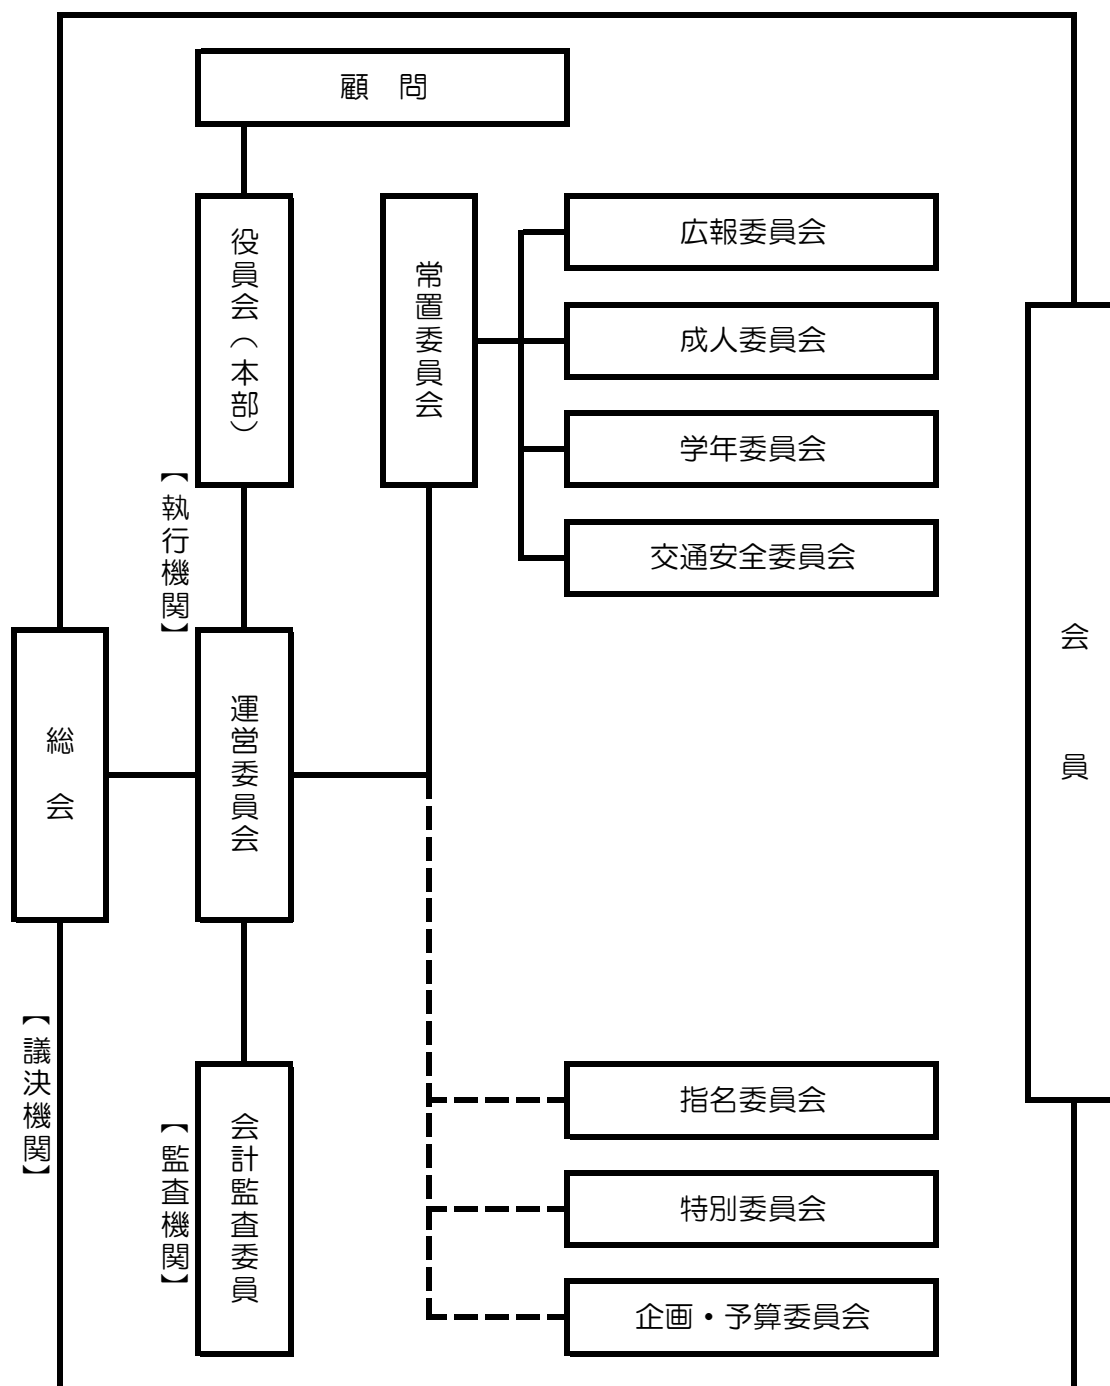 顧　問
役員会（本部）
常置委員会
広報委員会
成人委員会
学年委員会
交通安全委員会
【執行機関】
総　会
運営委員会
会　員
【議決機関】
【監査機関】
会計監査委員
指名委員会
特別委員会
企画・予算委員会